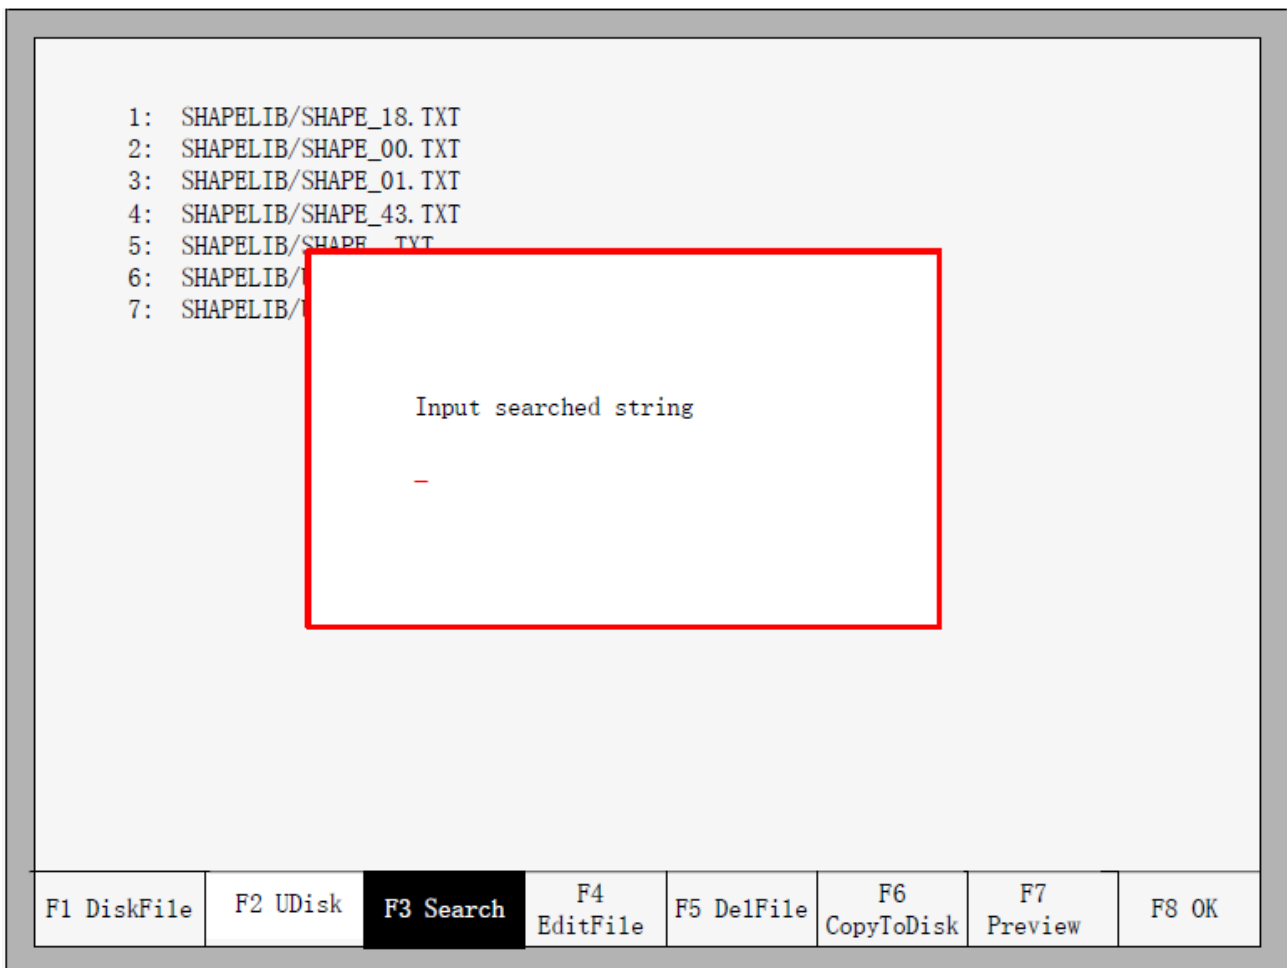 1: SHAPELIB/SHAPE_18.TXT
2: SHAPELIB/SHAPE_00.TXT
3: SHAPELIB/SHAPE_01.TXT
4: SHAPELIB/SHAPE_43.TXT
5: SHAPELIB/SHAPE__.TXT
6: SHAPELIB/
7: SHAPELIB/
Input searched string
_
F1 DiskFile
F2 UDisk
F3 Search
F4
EditFile
F5 DelFile
F6
CopyToDisk
F7
Preview
F8 OK